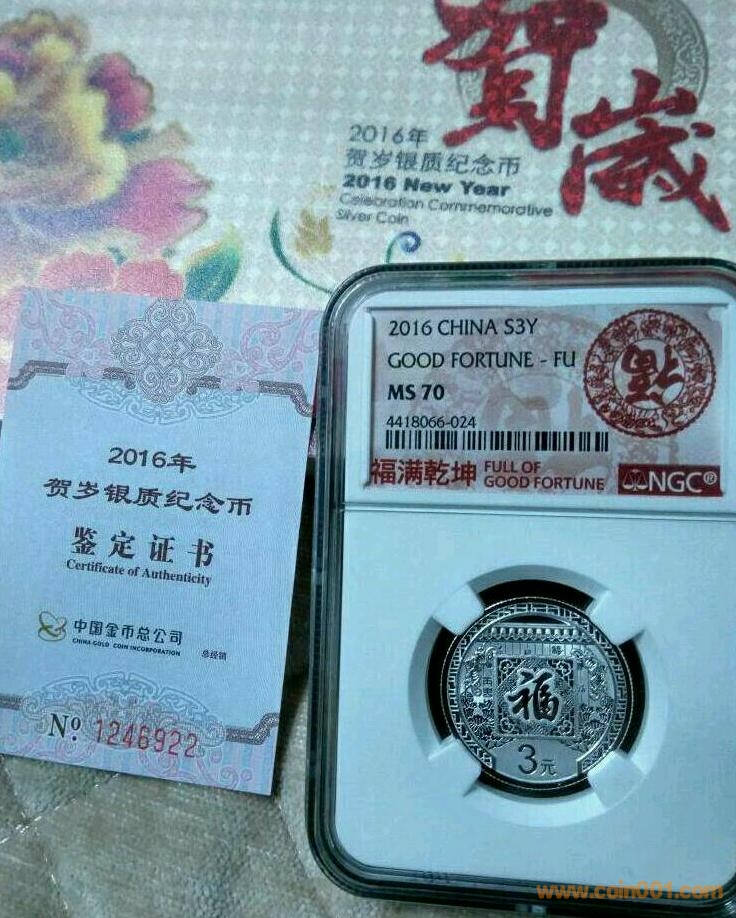 賀歲
2016年
贺岁银质纪念币
2016 New Year
Celebration Commemorative
Silver Coin
2016 CHINA S3Y
GOOD FORTUNE - FU
MS 70
4418066-024
福
福满乾坤 FULL OF
GOOD FORTUNE
NGC®
2016年
贺岁银质纪念币
鉴定证书
Certificate of Authenticity
中国金币总公司
CHINA GOLD COIN INCORPORATION
总经销
Nº 1246922
福
3元
www.coin001.com